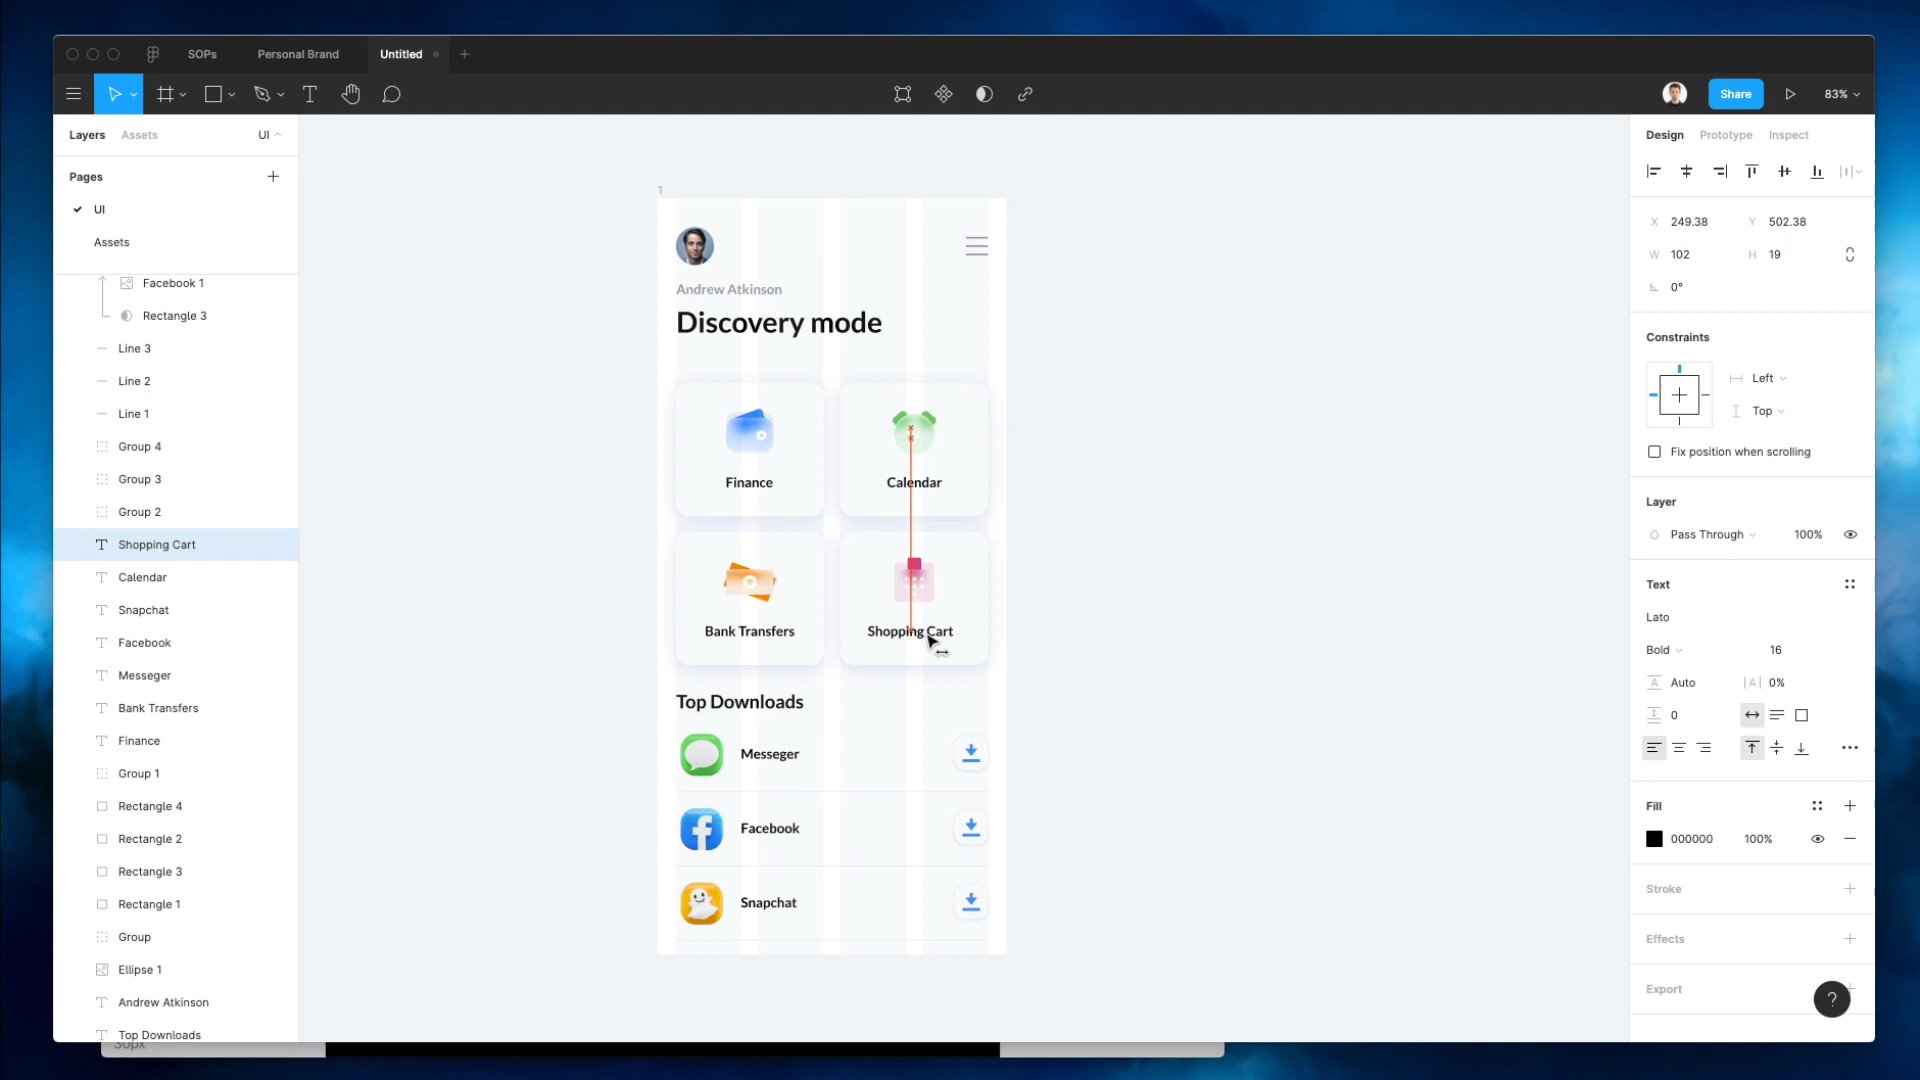 SOPs
Personal Brand
Untitled
Share
83%
Layers
Assets
UI
Pages
UI
Assets
Facebook 1
Rectangle 3
Line 3
Line 2
Line 1
Group 4
Group 3
Group 2
Shopping Cart
Calendar
Snapchat
Facebook
Messeger
Bank Transfers
Finance
Group 1
Rectangle 4
Rectangle 2
Rectangle 3
Rectangle 1
Group
Ellipse 1
Andrew Atkinson
Top Downloads
1
Andrew Atkinson
Discovery mode
Finance
Calendar
Bank Transfers
Shopping Cart
Top Downloads
Messeger
Facebook
Snapchat
Design
Prototype
Inspect
X 249.38
Y 502.38
W 102
H 19
0°
Constraints
Left
Top
Fix position when scrolling
Layer
Pass Through
100%
Text
Lato
Bold
16
Auto
0%
0
Fill
000000
100%
Stroke
Effects
Export
?
30px